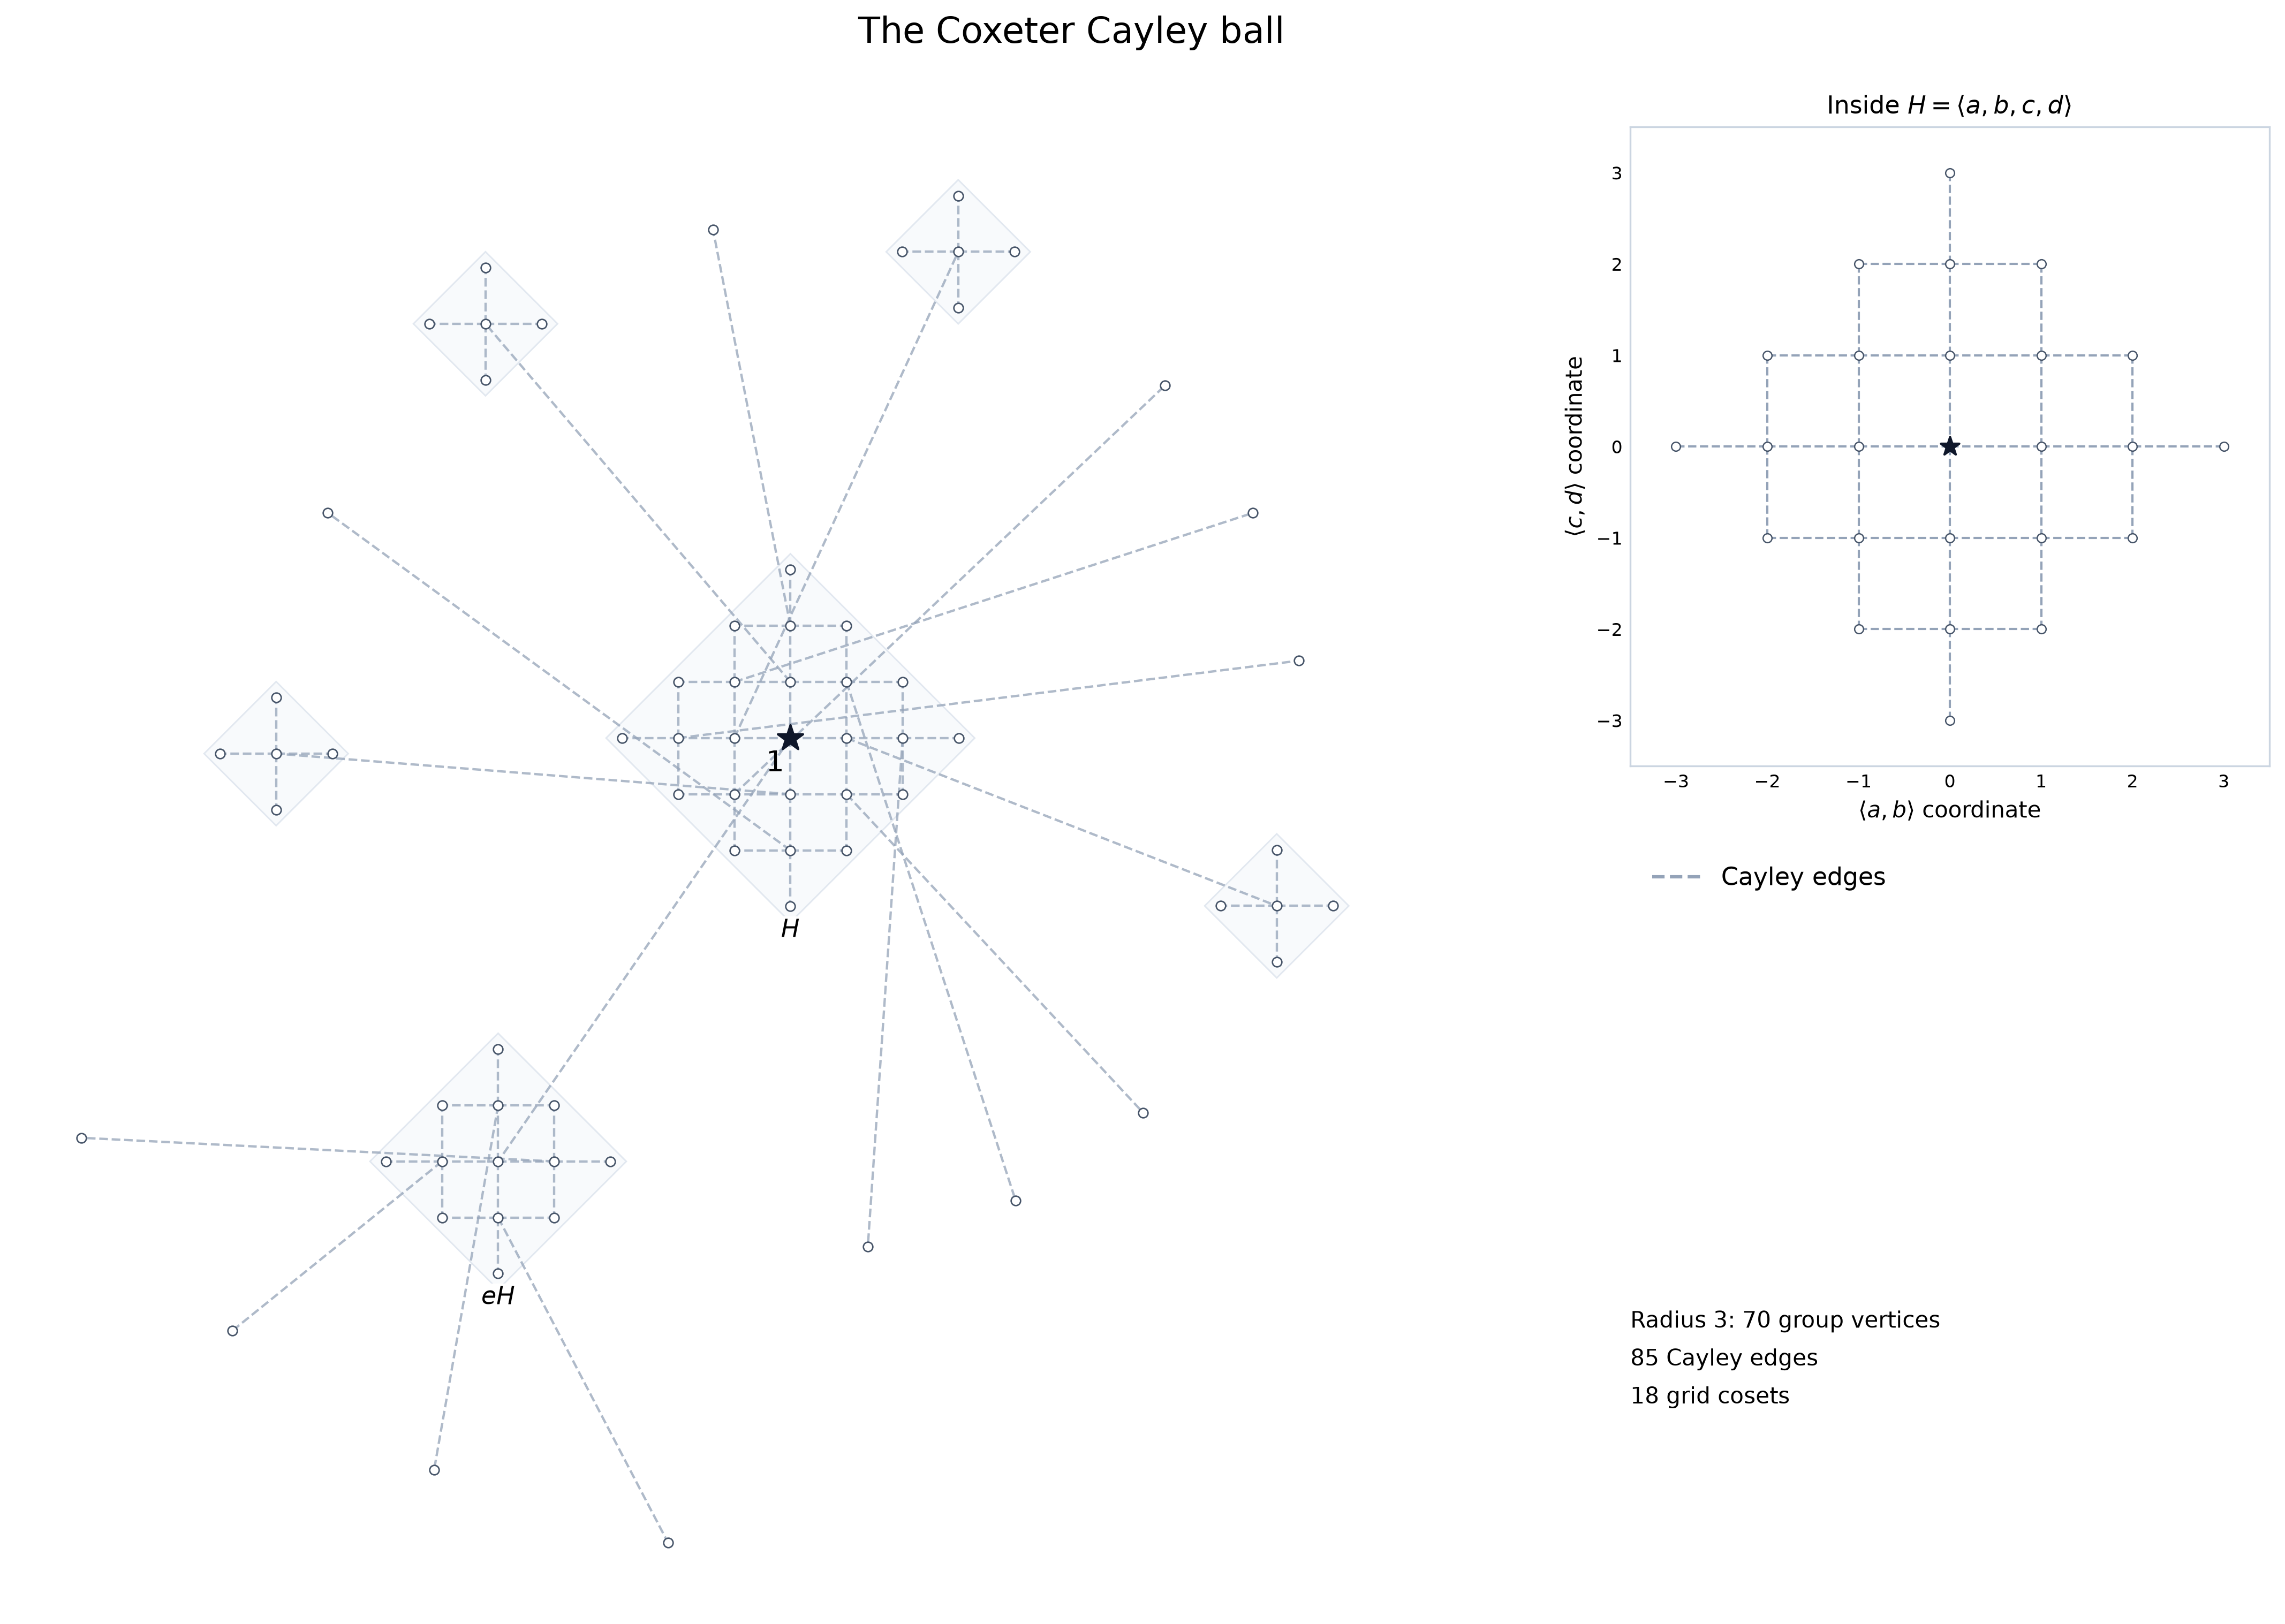 The Coxeter Cayley ball
1
H
eH
Inside H = ⟨a, b, c, d⟩
⟨c, d⟩ coordinate
3
2
1
0
−1
−2
−3
−3 −2 −1 0 1 2 3
⟨a, b⟩ coordinate
Cayley edges
Radius 3: 70 group vertices
85 Cayley edges
18 grid cosets